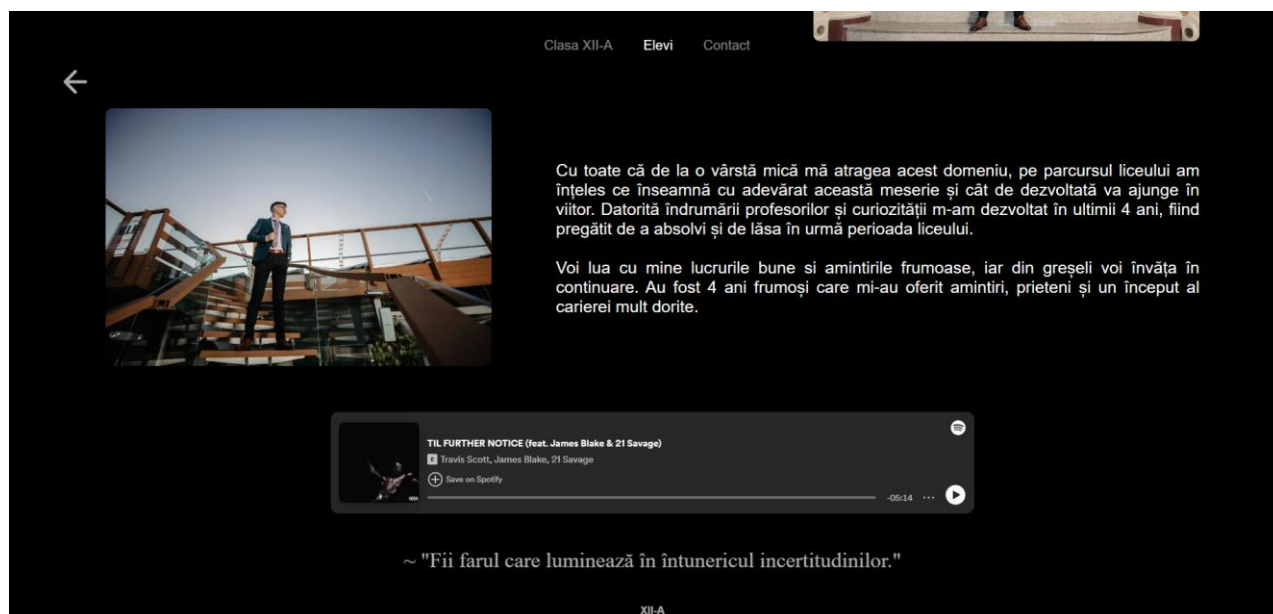 Clasa XII-A Elevi Contact
Cu toate că de la o vârstă mică mă atragea acest domeniu, pe parcursul liceului am
înțeles ce înseamnă cu adevărat această meserie și cât de dezvoltată va ajunge în
viitor. Datorită îndrumării profesorilor și curiozității m-am dezvoltat în ultimii 4 ani, fiind
pregătit de a absolvi și de lăsa în urmă perioada liceului.
Voi lua cu mine lucrurile bune si amintirile frumoase, iar din greșeli voi învăța în
continuare. Au fost 4 ani frumoși care mi-au oferit amintiri, prieteni și un început al
carierei mult dorite.
TIL FURTHER NOTICE (feat. James Blake & 21 Savage)
E Travis Scott, James Blake, 21 Savage
Save on Spotify
-05:14
~ "Fii farul care luminează în întunericul incertitudinilor."
XII-A